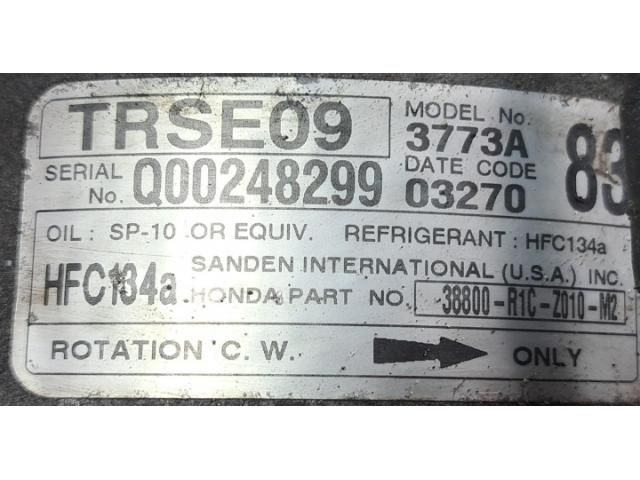 TRSE09 MODEL No. 3773A 83
SERIAL No. Q00248299 DATE CODE 03270
OIL : SP-10 OR EQUIV. REFRIGERANT : HFC134a
HFC134a SANDEN INTERNATIONAL (U.S.A.) INC.
HONDA PART NO. 38800-R1C-Z010-M2
ROTATION C. W. ONLY